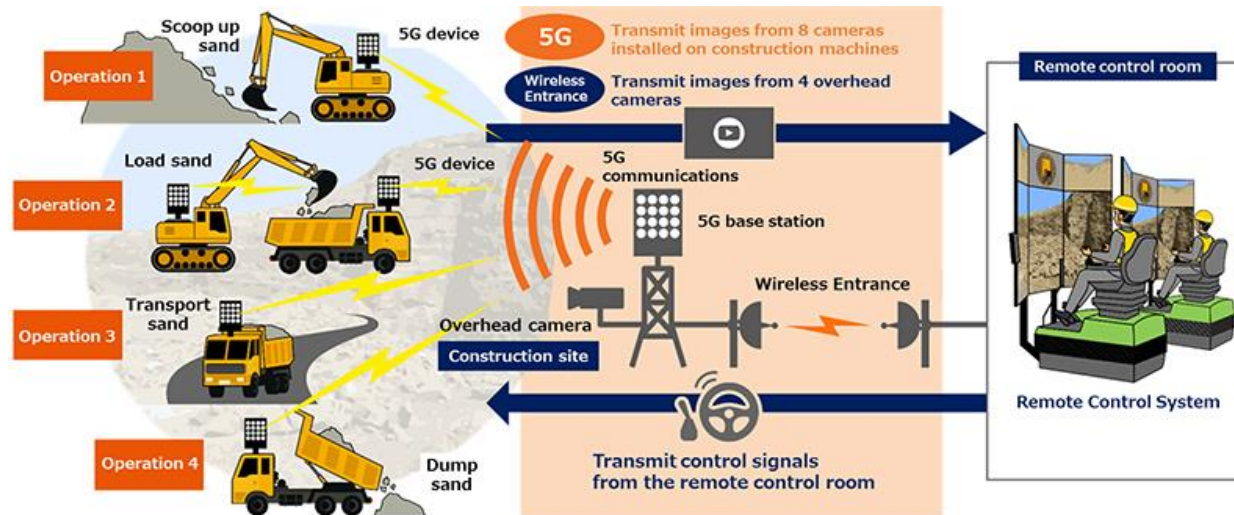 Scoop up
sand
5G device
Operation 1
5G
Transmit images from 8 cameras
installed on construction machines
Wireless
Entrance
Transmit images from 4 overhead
cameras
Remote control room
Load sand
5G device
Operation 2
5G
communications
5G base station
Wireless Entrance
Transport
sand
Operation 3
Overhead camera
Construction site
Remote Control System
Operation 4
Dump
sand
Transmit control signals
from the remote control room